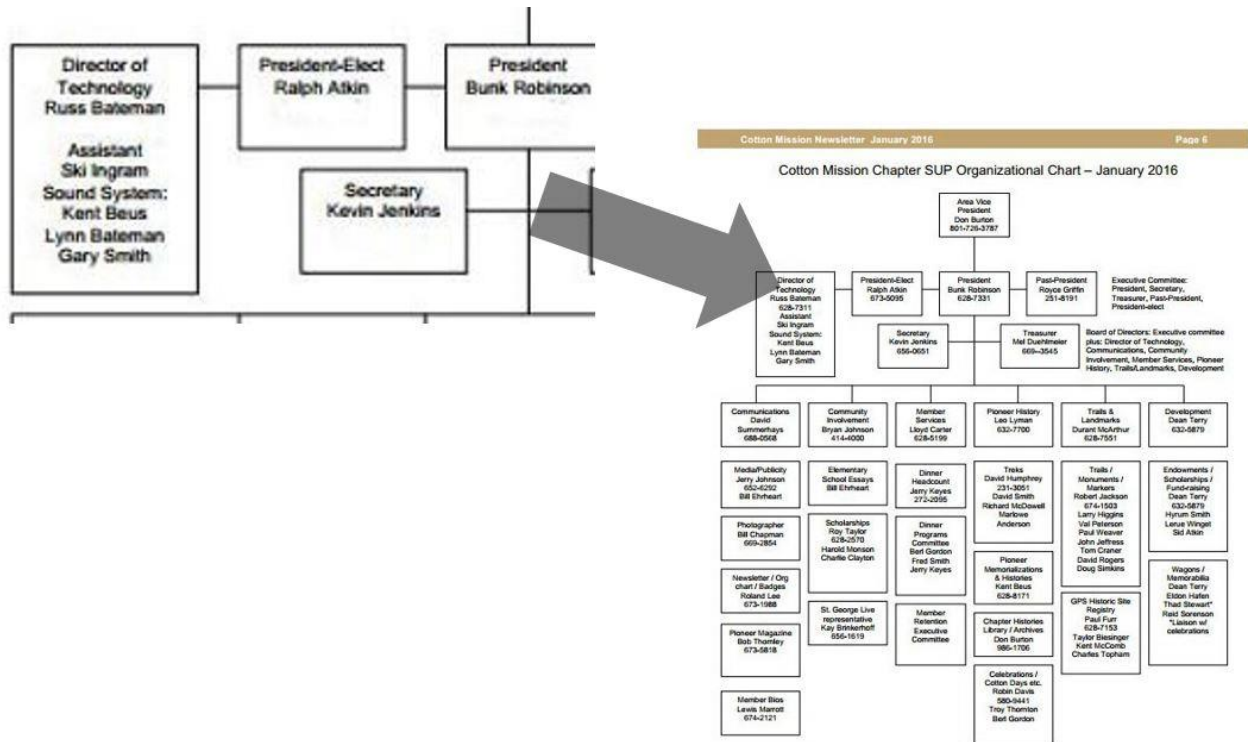 Director of
Technology
Russ Bateman
Assistant
Ski Ingram
Sound System:
Kent Beus
Lynn Bateman
Gary Smith
President-Elect
Ralph Atkin
President
Bunk Robinson
Secretary
Kevin Jenkins
Cotton Mission Newsletter January 2016
Page 6
Cotton Mission Chapter SUP Organizational Chart – January 2016
Area Vice
President
Don Burton
801-726-3787
Director of
Technology
Russ Bateman
628-7311
Assistant
Ski Ingram
Sound System:
Kent Beus
Lynn Bateman
Gary Smith
President-Elect
Ralph Atkin
673-5095
President
Bunk Robinson
628-7331
Past-President
Royce Griffin
251-8191
Executive Committee:
President, Secretary,
Treasurer, Past-President,
President-elect
Secretary
Kevin Jenkins
656-0651
Treasurer
Mel Duehlmeier
669--3545
Board of Directors: Executive committee
plus: Director of Technology,
Communications, Community
Involvement, Member Services, Pioneer
History, Trails/Landmarks, Development
Communications
David
Summerhays
688-0568
Community
Involvement
Bryan Johnson
414-4000
Member
Services
Lloyd Carter
628-5199
Pioneer History
Leo Lyman
632-7700
Trails &
Landmarks
Durant McArthur
628-7551
Development
Dean Terry
632-5879
Media/Publicity
Jerry Johnson
652-6292
Bill Ehrheart
Photographer
Bill Chapman
669-2854
Newsletter / Org
chart / Badges
Roland Lee
673-1988
Pioneer Magazine
Bob Thornley
673-5818
Member Bios
Lewis Marrott
674-2121
Elementary
School Essays
Bill Ehrheart
Scholarships
Roy Taylor
628-2570
Harold Monson
Charlie Clayton
St. George Live
representative
Kay Brinkerhoff
656-1619
Dinner
Headcount
Jerry Keyes
272-2095
Dinner
Programs
Committee
Berl Gordon
Fred Smith
Jerry Keyes
Member
Retention
Executive
Committee
Treks
David Humphrey
231-3051
David Smith
Richard McDowell
Marlowe
Anderson
Pioneer
Memorializations
& Histories
Kent Beus
628-8171
Chapter Histories
Library / Archives
Don Burton
986-1706
Celebrations /
Cotton Days etc.
Robin Davis
580-9441
Troy Thornton
Berl Gordon
Trails /
Monuments /
Markers
Robert Jackson
674-1503
Larry Higgins
Val Peterson
Paul Weaver
John Jeffress
Tom Craner
David Rogers
Doug Simkins
GPS Historic Site
Registry
Paul Furr
628-7153
Taylor Biesinger
Kent McComb
Charles Topham
Endowments /
Scholarships /
Fund-raising
Dean Terry
632-5879
Hyrum Smith
Lerue Winget
Sid Atkin
Wagons /
Memorabilia
Dean Terry
Eldon Hafen
Thad Stewart*
Reid Sorenson
*Liaison w/
celebrations